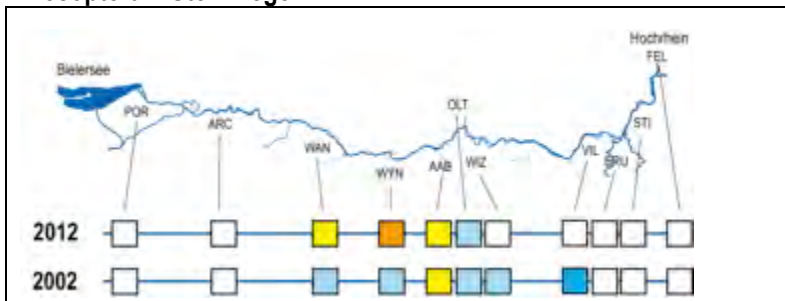 Hochrhein
FEL
Bielersee
POR
ARC
WAN
WYN
AAB
OLT
WIZ
VIL
BRU
STI
2012
2002